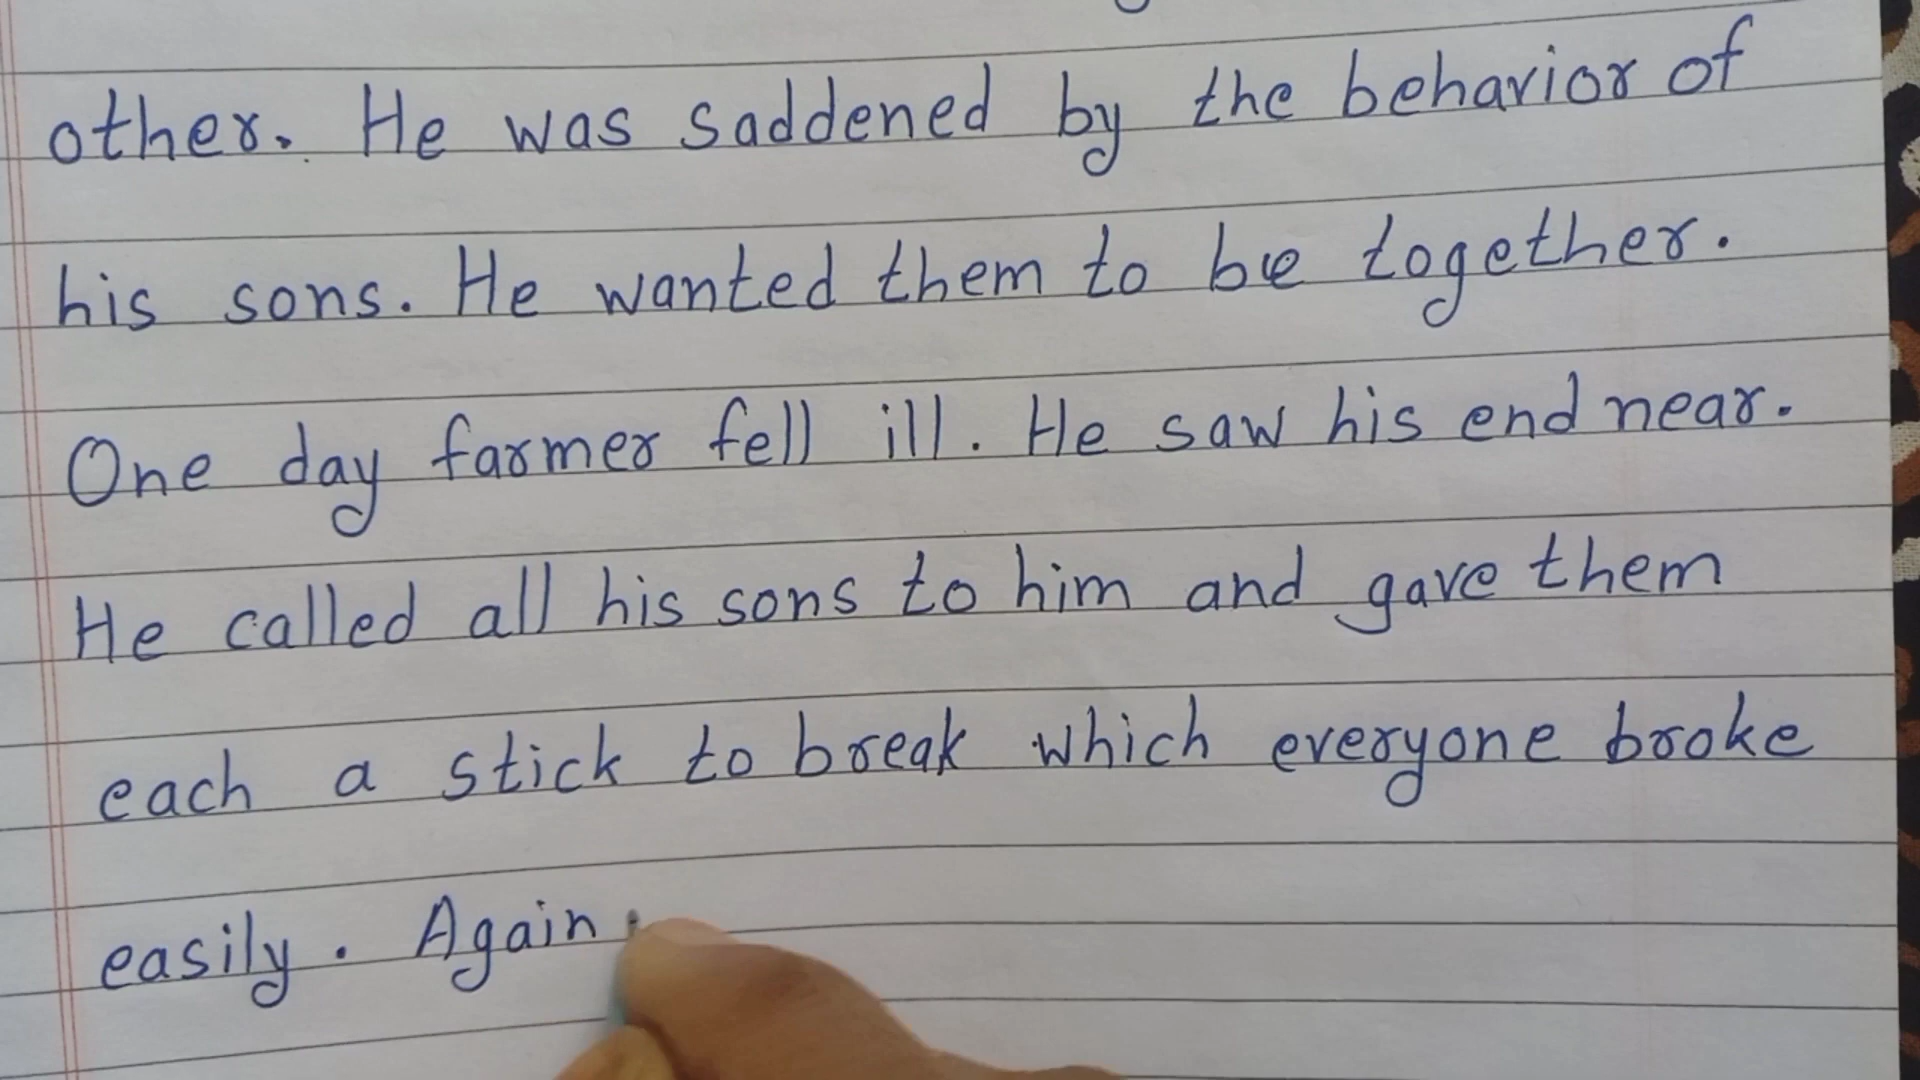 other. He was saddened by the behavior of
his sons. He wanted them to be together.
One day farmer fell ill. He saw his end near.
He called all his sons to him and gave them
each a stick to break which everyone broke
easily. Again